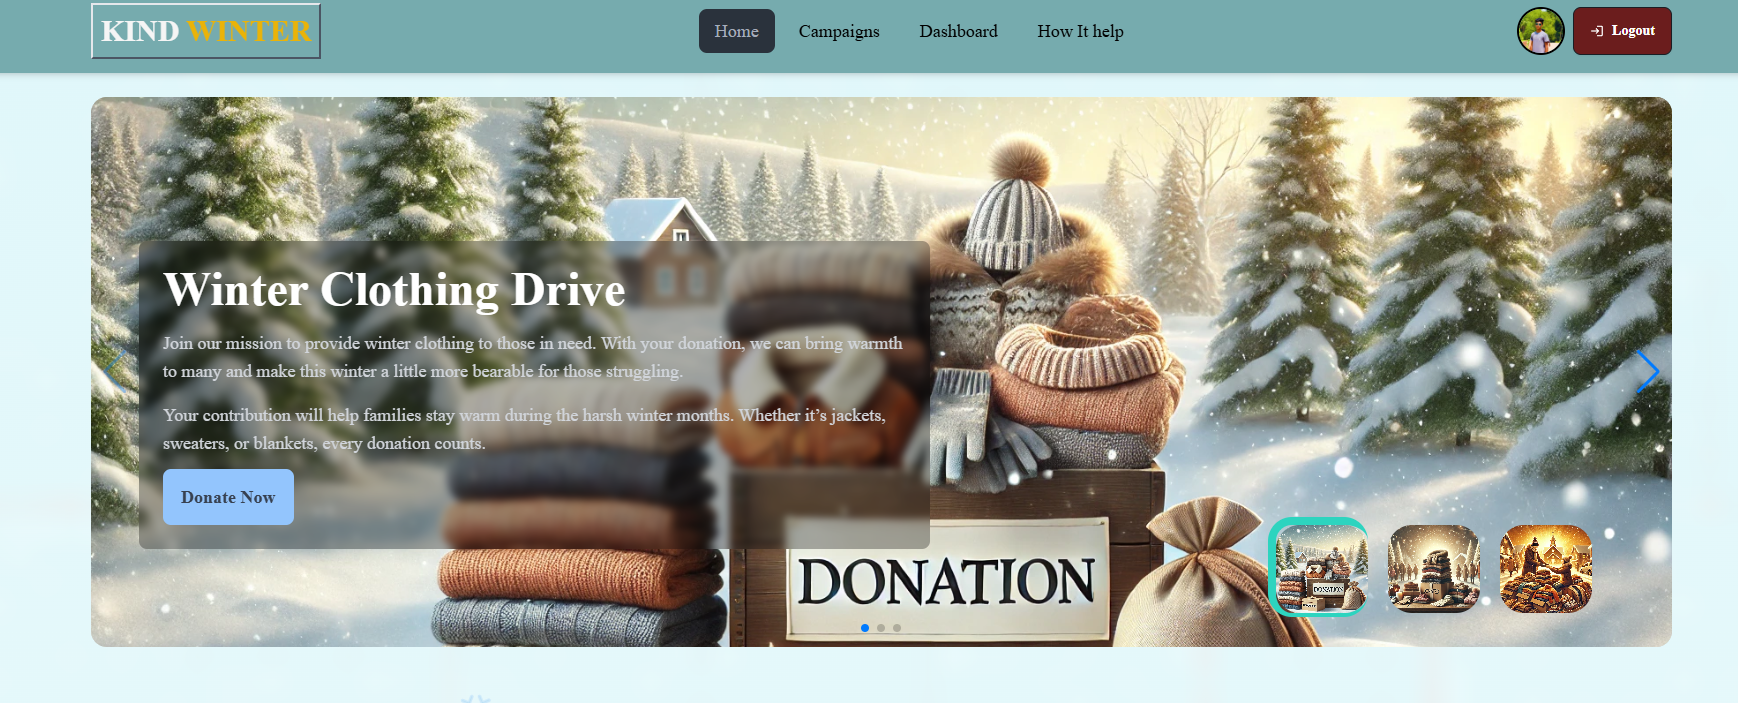 KIND WINTER
Home
Campaigns
Dashboard
How It help
Logout
Winter Clothing Drive
Join our mission to provide winter clothing to those in need. With your donation, we can bring warmth
to many and make this winter a little more bearable for those struggling.
Your contribution will help families stay warm during the harsh winter months. Whether it’s jackets,
sweaters, or blankets, every donation counts.
Donate Now
DONATION
DONATION